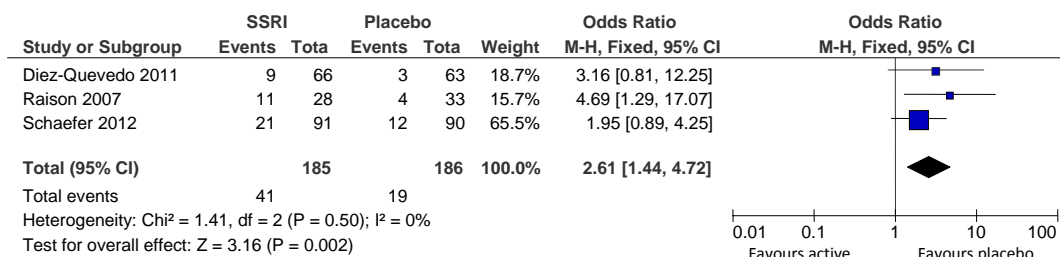 SSRI Placebo Odds Ratio Odds Ratio
Study or Subgroup Events Tota Events Tota Weight M-H, Fixed, 95% CI M-H, Fixed, 95% CI
Diez-Quevedo 2011 9 66 3 63 18.7% 3.16 [0.81, 12.25]
Raison 2007 11 28 4 33 15.7% 4.69 [1.29, 17.07]
Schaefer 2012 21 91 12 90 65.5% 1.95 [0.89, 4.25]
Total (95% CI) 185 186 100.0% 2.61 [1.44, 4.72]
Total events 41 19
Heterogeneity: Chi² = 1.41, df = 2 (P = 0.50); I² = 0%
Test for overall effect: Z = 3.16 (P = 0.002)
0.01 0.1 1 10 100
Favours active Favours placebo